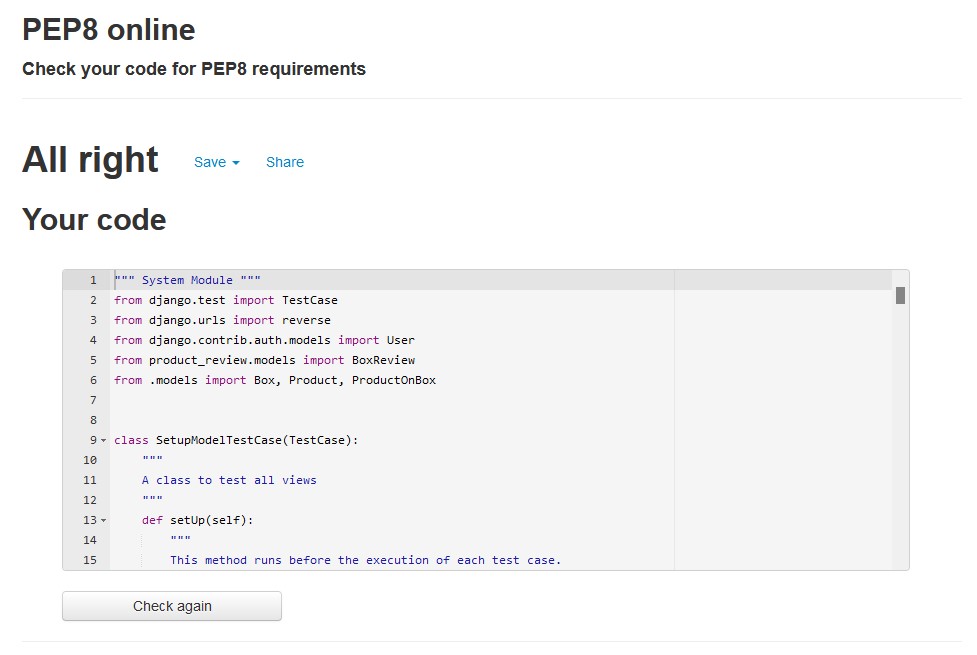 PEP8 online
Check your code for PEP8 requirements
All right Save Share
Your code
1 """ System Module """
2 from django.test import TestCase
3 from django.urls import reverse
4 from django.contrib.auth.models import User
5 from product_review.models import BoxReview
6 from .models import Box, Product, ProductOnBox
7
8
9 class SetupModelTestCase(TestCase):
10     """
11     A class to test all views
12     """
13     def setUp(self):
14         """
15         This method runs before the execution of each test case.
Check again